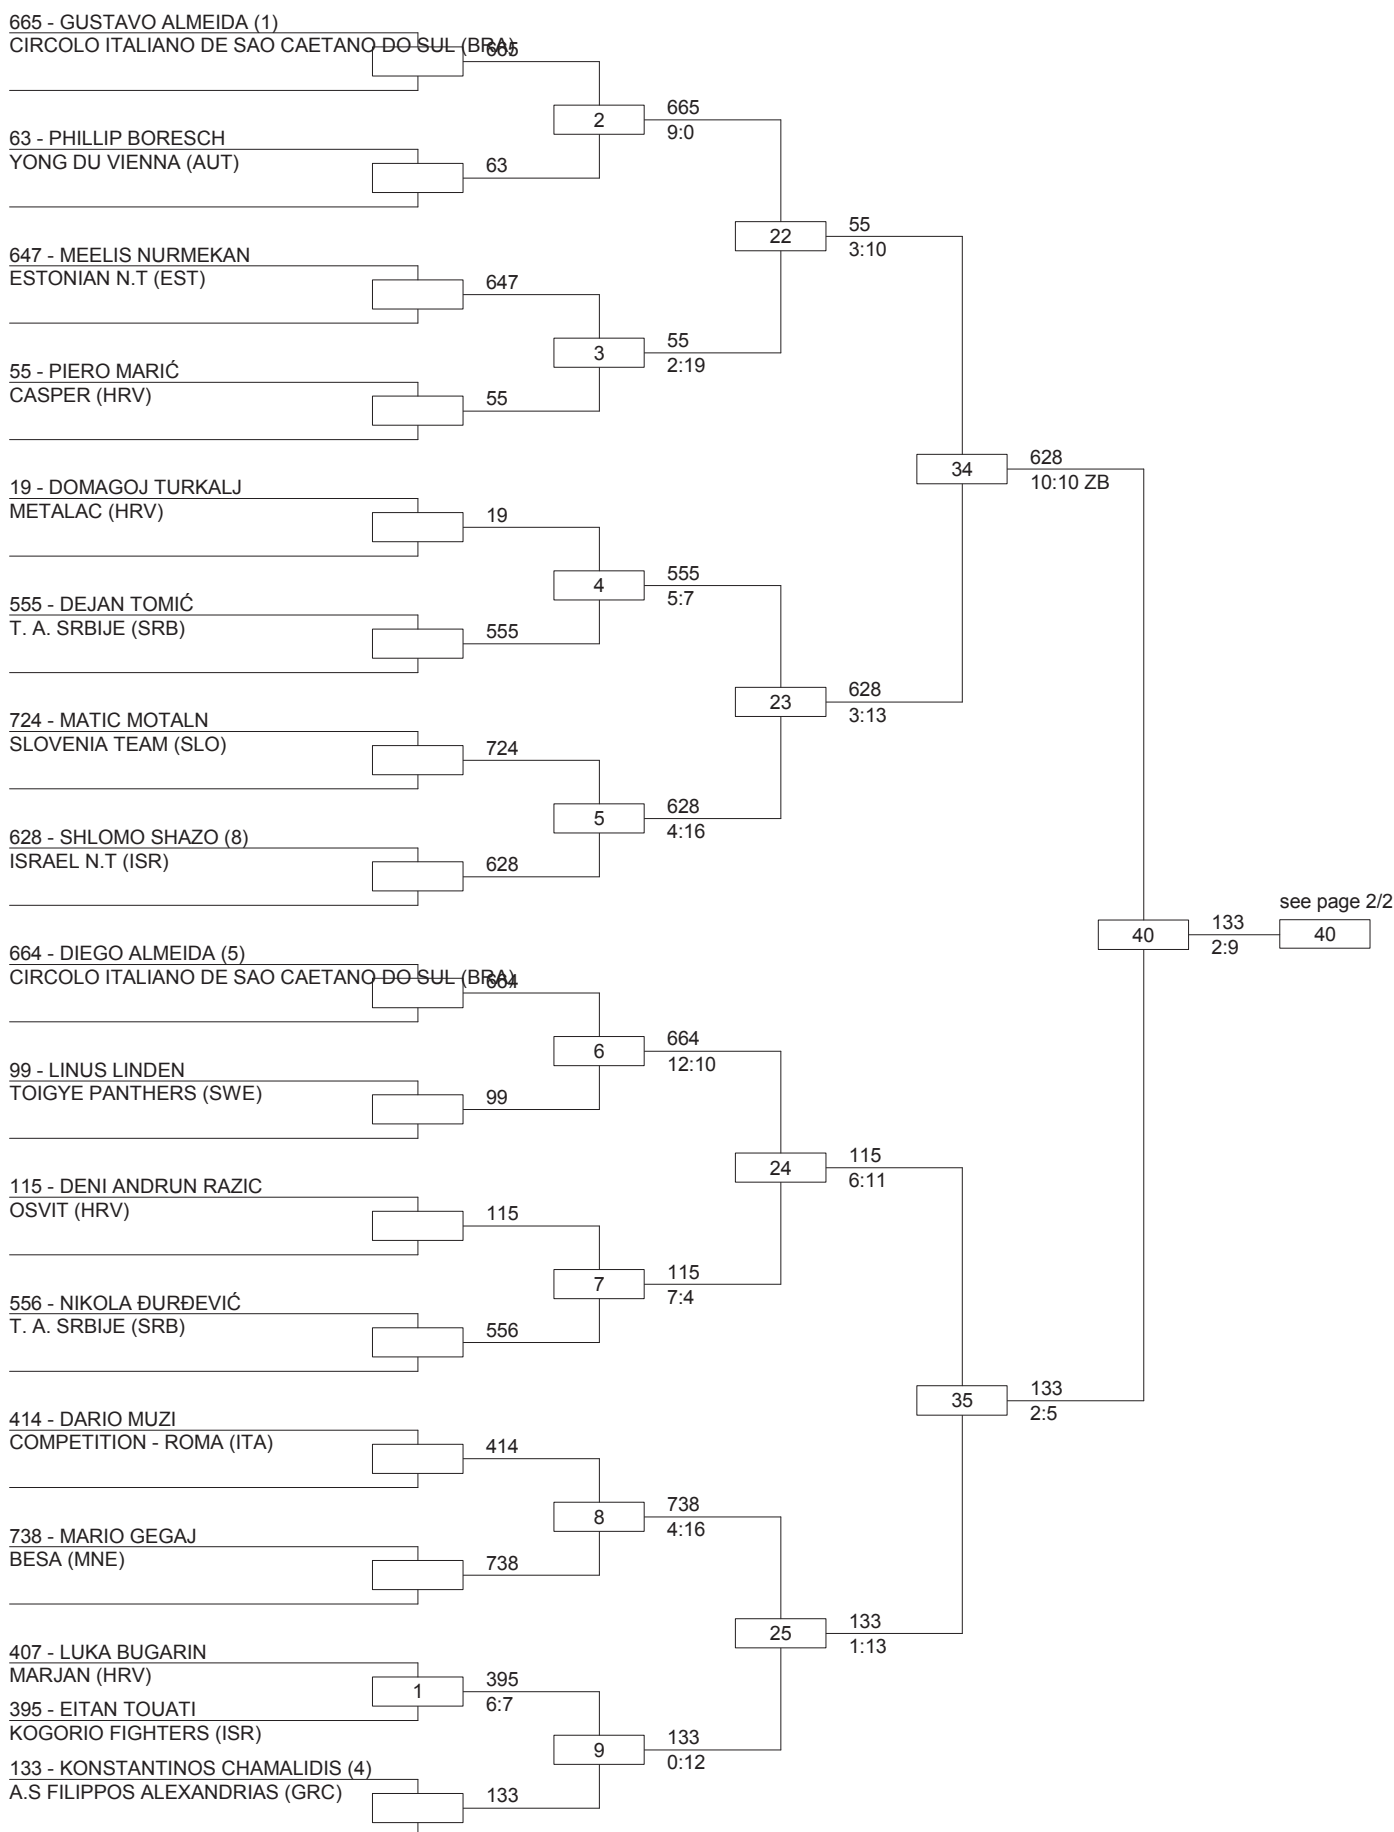 665 - GUSTAVO ALMEIDA (1)
CIRCOLO ITALIANO DE SAO CAETANO DO SUL (BRA)
665
2
665
9:0
63 - PHILLIP BORESCH
YONG DU VIENNA (AUT)
63
22
55
3:10
647 - MEELIS NURMEKAN
ESTONIAN N.T (EST)
647
3
55
2:19
55 - PIERO MARIĆ
CASPER (HRV)
55
34
628
10:10 ZB
19 - DOMAGOJ TURKALJ
METALAC (HRV)
19
4
555
5:7
555 - DEJAN TOMIĆ
T. A. SRBIJE (SRB)
555
23
628
3:13
724 - MATIC MOTALN
SLOVENIA TEAM (SLO)
724
5
628
4:16
628 - SHLOMO SHAZO (8)
ISRAEL N.T (ISR)
628
see page 2/2
40
133
2:9
40
664 - DIEGO ALMEIDA (5)
CIRCOLO ITALIANO DE SAO CAETANO DO SUL (BRA)
664
6
664
12:10
99 - LINUS LINDEN
TOIGYE PANTHERS (SWE)
99
24
115
6:11
115 - DENI ANDRUN RAZIC
OSVIT (HRV)
115
7
115
7:4
556 - NIKOLA ĐURĐEVIĆ
T. A. SRBIJE (SRB)
556
35
133
2:5
414 - DARIO MUZI
COMPETITION - ROMA (ITA)
414
8
738
4:16
738 - MARIO GEGAJ
BESA (MNE)
738
25
133
1:13
407 - LUKA BUGARIN
MARJAN (HRV)
1
395
6:7
395 - EITAN TOUATI
KOGORIO FIGHTERS (ISR)
9
133
0:12
133 - KONSTANTINOS CHAMALIDIS (4)
A.S FILIPPOS ALEXANDRIAS (GRC)
133